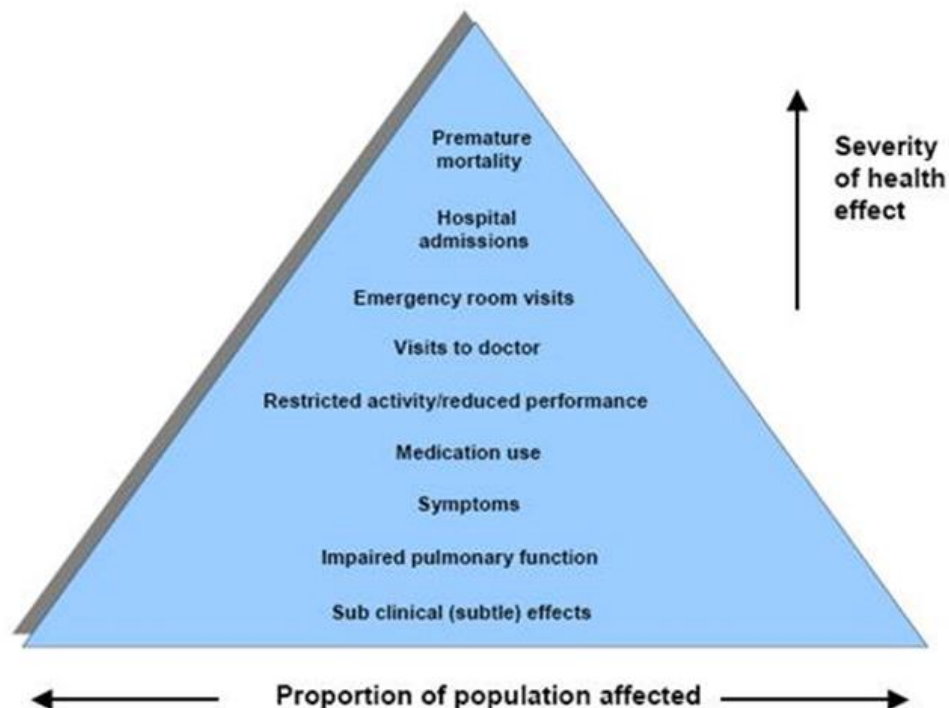 Premature
mortality
Severity
of health
effect
Hospital
admissions
Emergency room visits
Visits to doctor
Restricted activity/reduced performance
Medication use
Symptoms
Impaired pulmonary function
Sub clinical (subtle) effects
Proportion of population affected